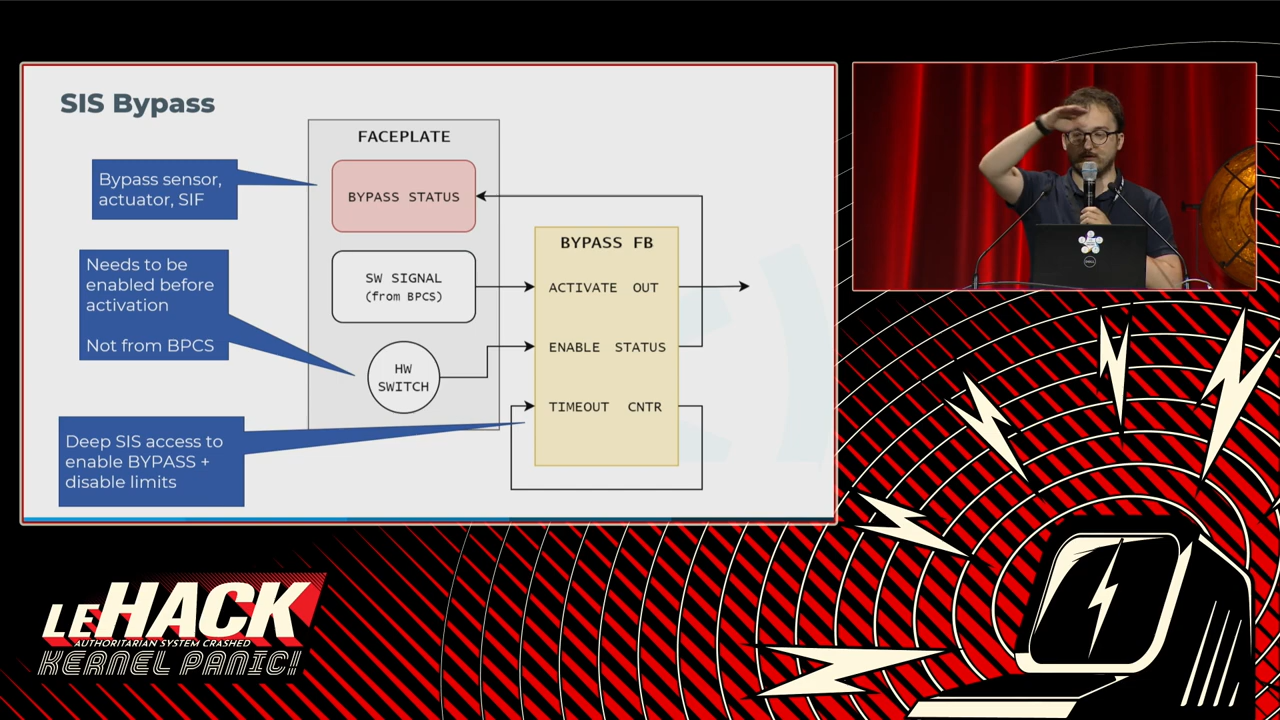 SIS Bypass
FACEPLATE
Bypass sensor,
actuator, SIF
BYPASS STATUS
Needs to be
enabled before
activation
Not from BPCS
SW SIGNAL
(from BPCS)
HW
SWITCH
BYPASS FB
ACTIVATE OUT
ENABLE STATUS
TIMEOUT CNTR
Deep SIS access to
enable BYPASS +
disable limits
DELL
LEHACK
AUTHORITARIAN SYSTEM CRASHED
KERNEL PANIC!